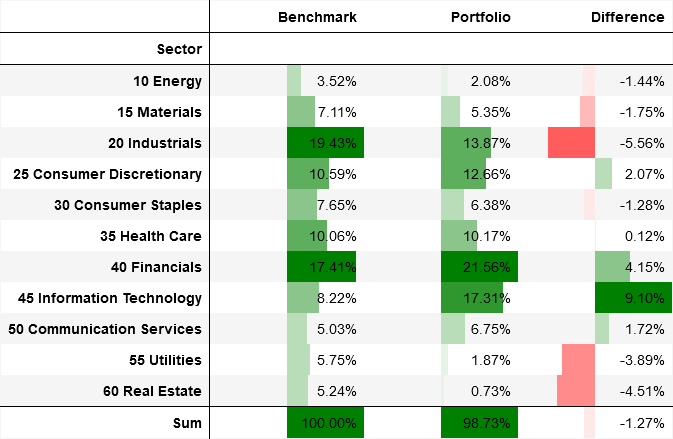 Benchmark Portfolio Difference
Sector
10 Energy 3.52% 2.08% -1.44%
15 Materials 7.11% 5.35% -1.75%
20 Industrials 19.43% 13.87% -5.56%
25 Consumer Discretionary 10.59% 12.66% 2.07%
30 Consumer Staples 7.65% 6.38% -1.28%
35 Health Care 10.06% 10.17% 0.12%
40 Financials 17.41% 21.56% 4.15%
45 Information Technology 8.22% 17.31% 9.10%
50 Communication Services 5.03% 6.75% 1.72%
55 Utilities 5.75% 1.87% -3.89%
60 Real Estate 5.24% 0.73% -4.51%
Sum 100.00% 98.73% -1.27%